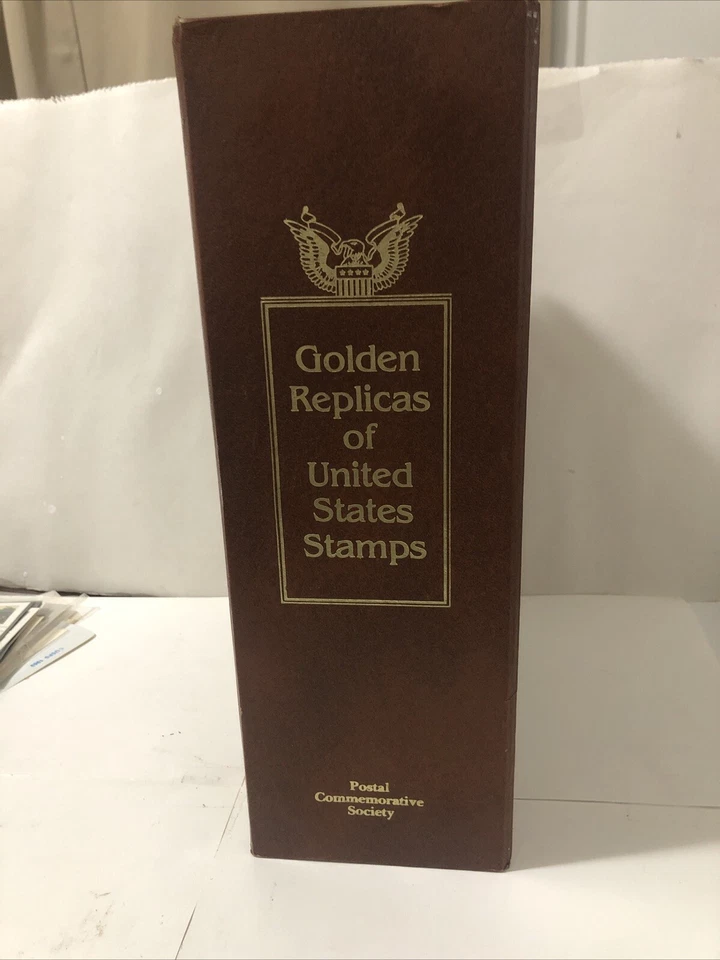 Golden
Replicas
of
United
States
Stamps
Postal
Commemorative
Society